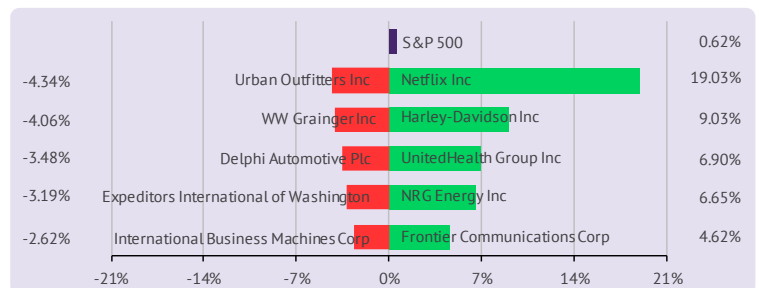 S&P 500 0.62%
-4.34% Urban Outfitters Inc Netflix Inc 19.03%
-4.06% WW Grainger Inc Harley-Davidson Inc 9.03%
-3.48% Delphi Automotive Plc UnitedHealth Group Inc 6.90%
-3.19% Expeditors International of Washington NRG Energy Inc 6.65%
-2.62% International Business Machines Corp Frontier Communications Corp 4.62%
-21% -14% -7% 0% 7% 14% 21%